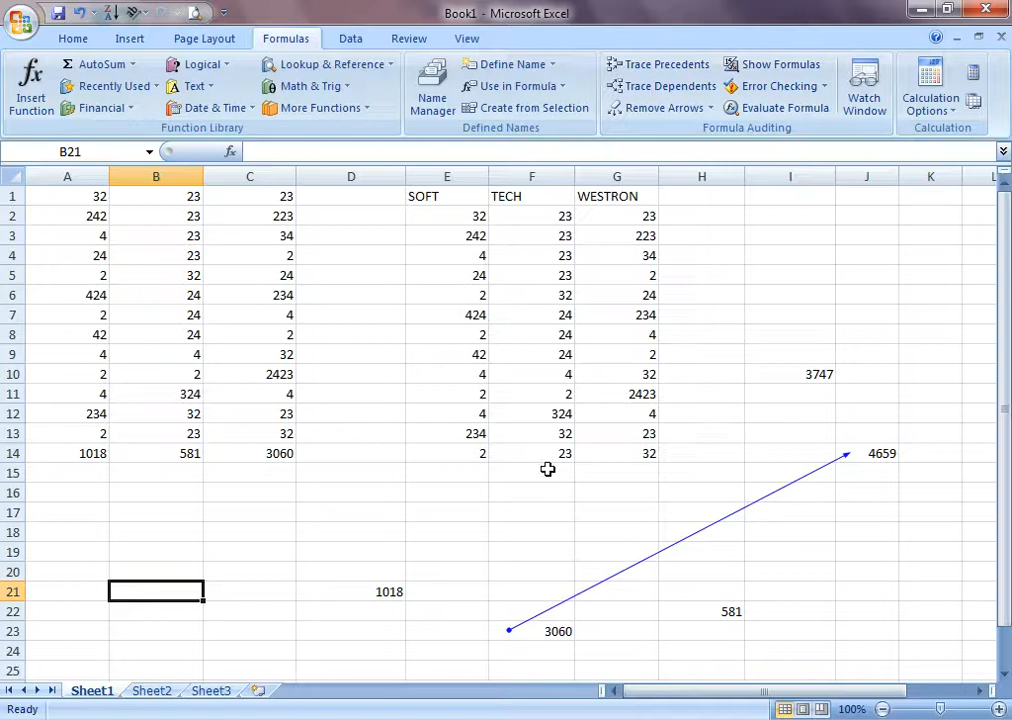 Book1 - Microsoft Excel
Home Insert Page Layout Formulas Data Review View
Insert Function
Σ AutoSum
Recently Used
Financial
Logical
Text
Date & Time
Lookup & Reference
Math & Trig
More Functions
Function Library
Name Manager
Define Name
Use in Formula
Create from Selection
Defined Names
Trace Precedents
Trace Dependents
Remove Arrows
Show Formulas
Error Checking
Evaluate Formula
Formula Auditing
Watch Window
Calculation Options
Calculation
B21 fx
A B C D E F G H I J K L
1 32 23 23 SOFT TECH WESTRON
2 242 23 223 32 23 23
3 4 23 34 242 23 223
4 24 23 2 4 23 34
5 2 32 24 24 23 2
6 424 24 234 2 32 24
7 2 24 4 424 24 234
8 42 24 2 2 24 4
9 4 4 32 42 24 2
10 2 2 2423 4 4 32 3747
11 4 324 4 2 2 2423
12 234 32 23 4 324 4
13 2 23 32 234 32 23
14 1018 581 3060 2 23 32 4659
15
16
17
18
19
20
21 1018
22 581
23 3060
24
25
Sheet1 Sheet2 Sheet3
Ready 100%